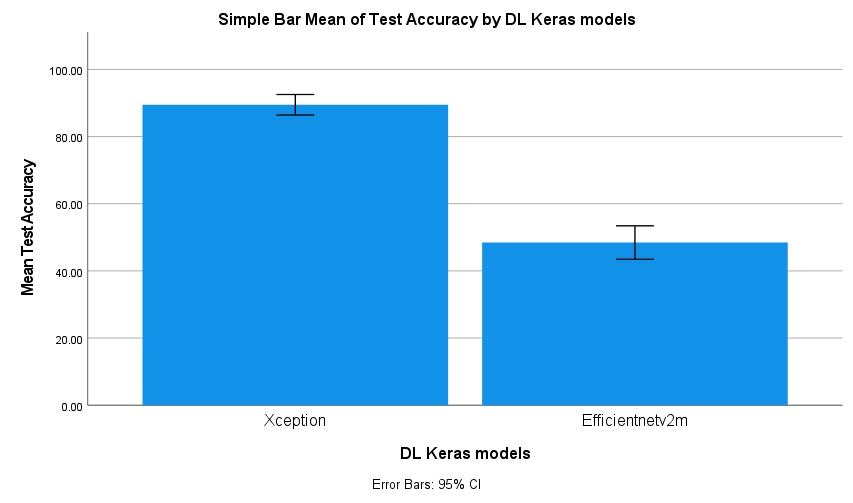 Simple Bar Mean of Test Accuracy by DL Keras models
Mean Test Accuracy
100.00
80.00
60.00
40.00
20.00
0.00
Xception
Efficientnetv2m
DL Keras models
Error Bars: 95% CI